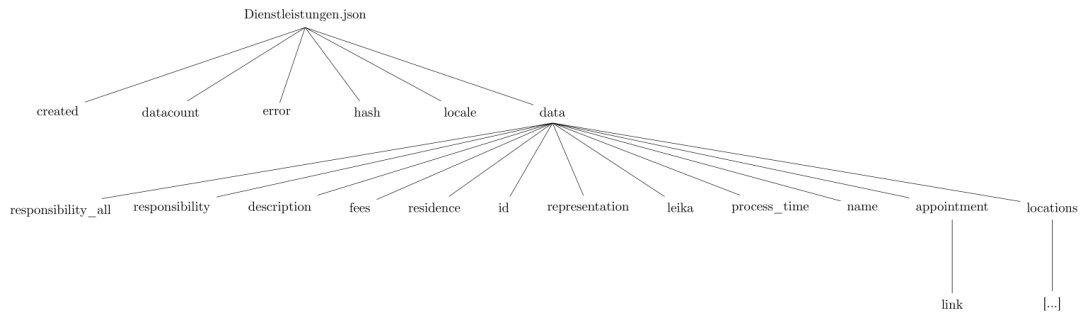 Dienstleistungen.json
created datacount error hash locale data
responsibility_all responsibility description fees residence id representation leika process_time name appointment locations
link [...]